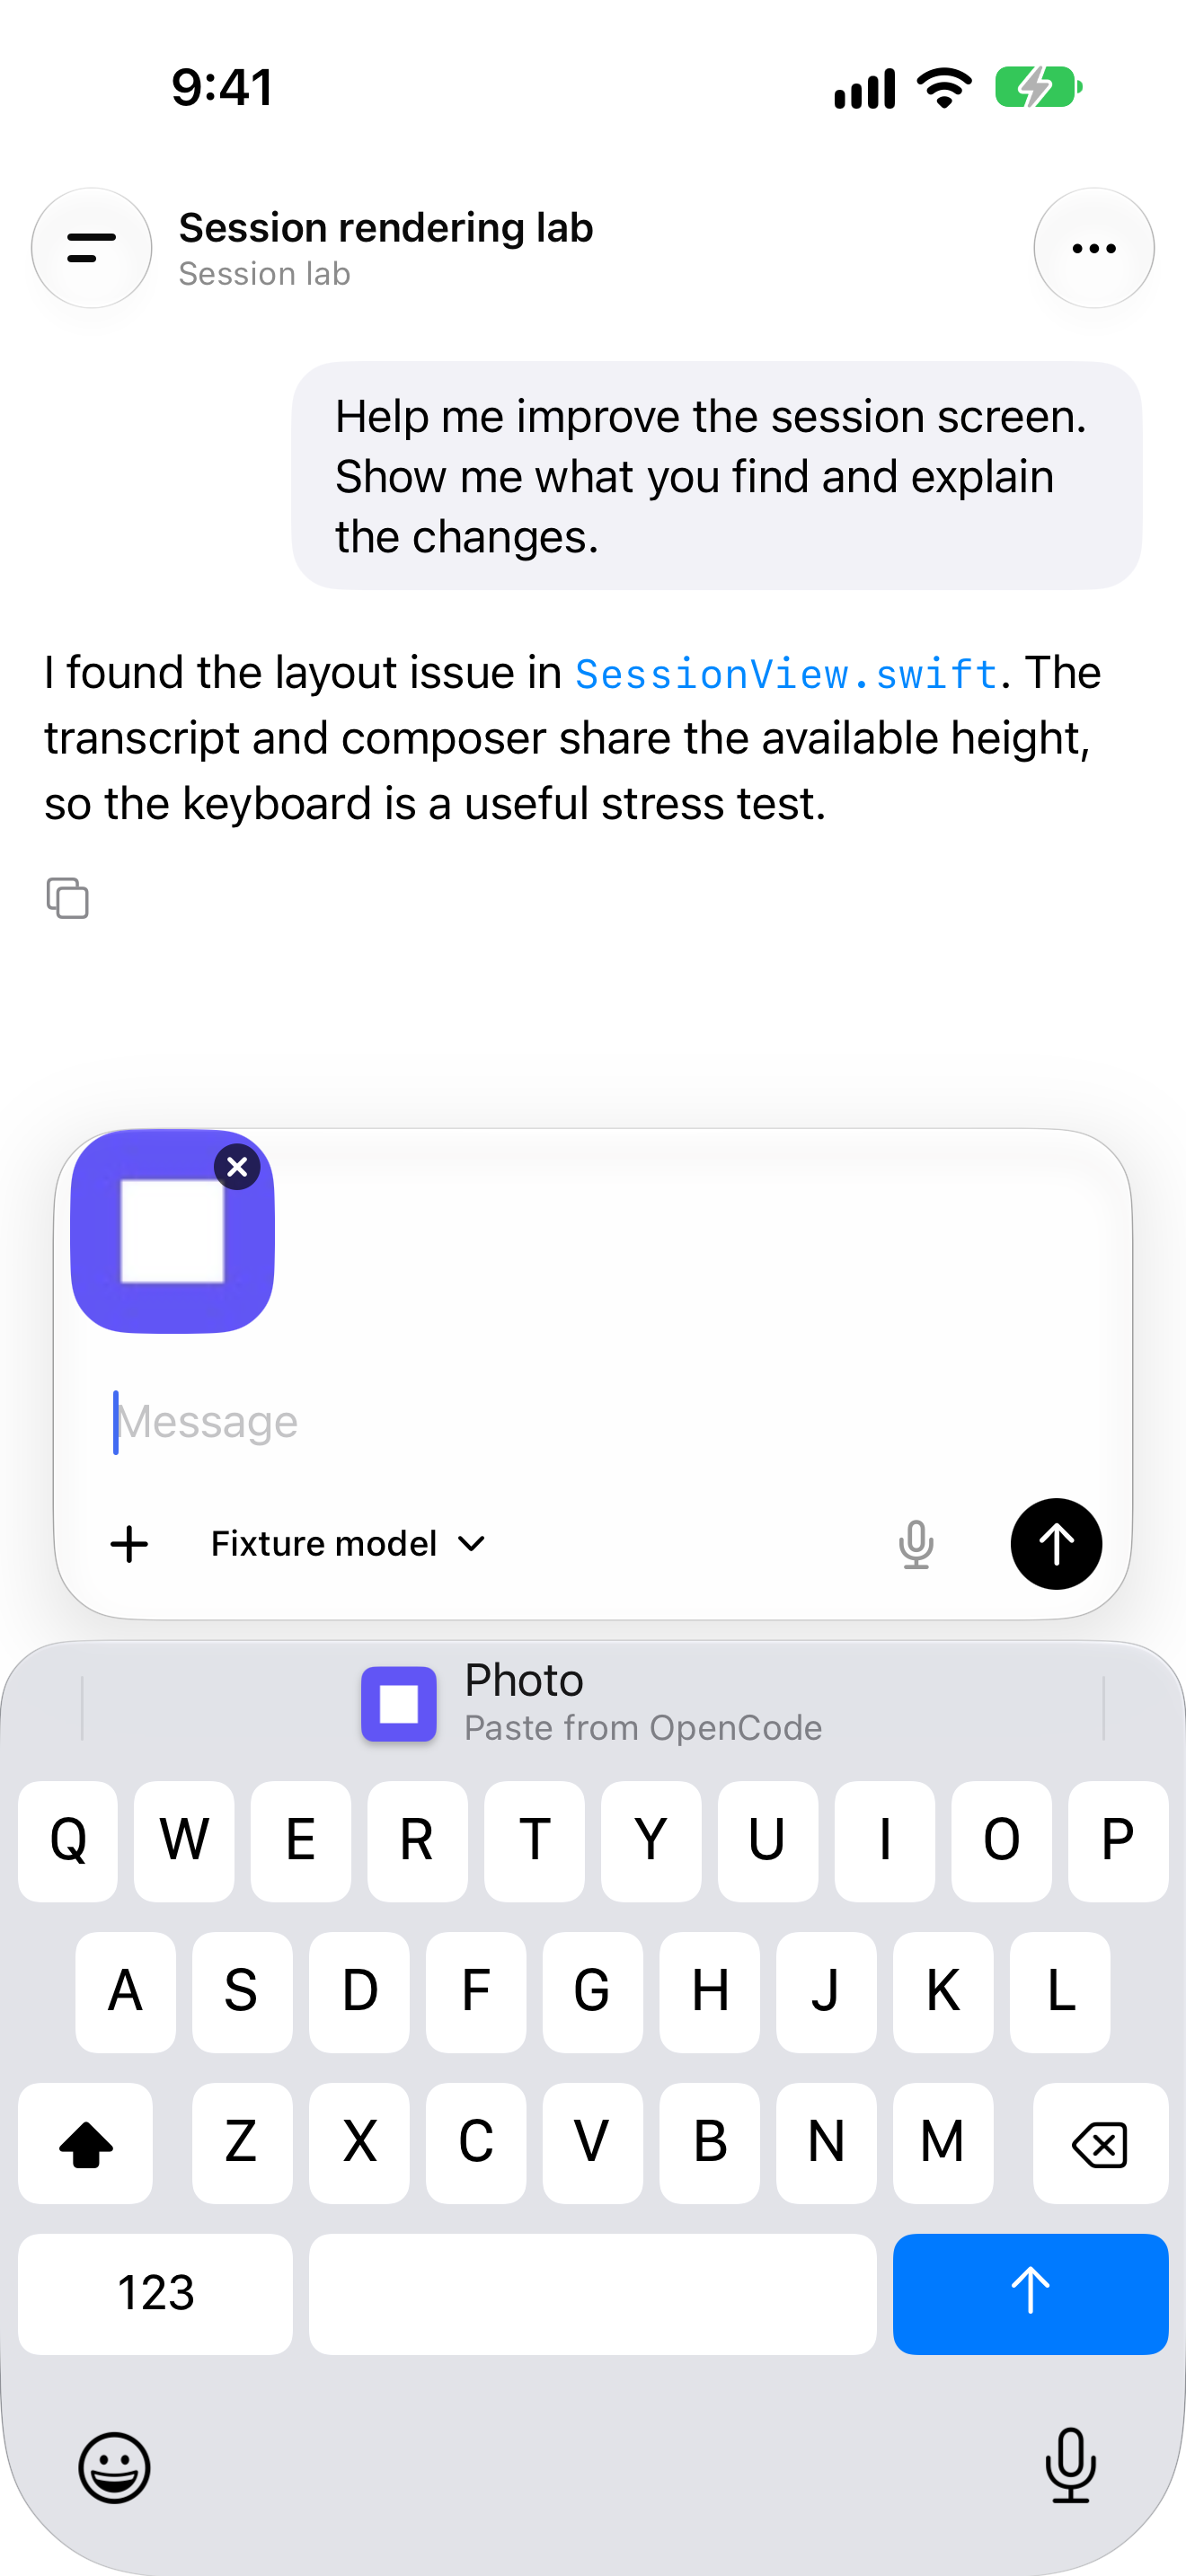 9:41
Session rendering lab
Session lab
Help me improve the session screen.
Show me what you find and explain
the changes.
I found the layout issue in SessionView.swift. The
transcript and composer share the available height,
so the keyboard is a useful stress test.
Message
Fixture model
Photo
Paste from OpenCode
Q W E R T Y U I O P
A S D F G H J K L
Z X C V B N M
123